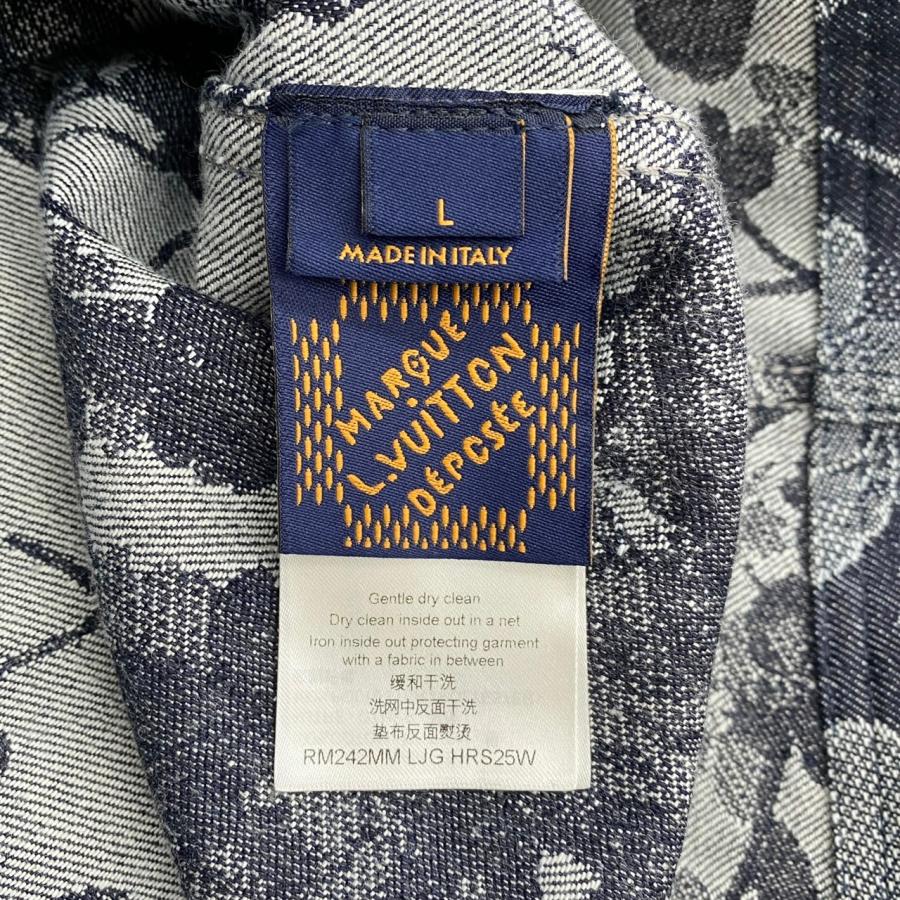 L
MADE IN ITALY
MARQUE
L.VUITTON
DÉPOSÉE
Gentle dry clean
Dry clean inside out in a net
Iron inside out protecting garment
with a fabric in between
缓和干洗
洗网中反面干洗
垫布反面熨烫
RM242MM LJG HRS25W